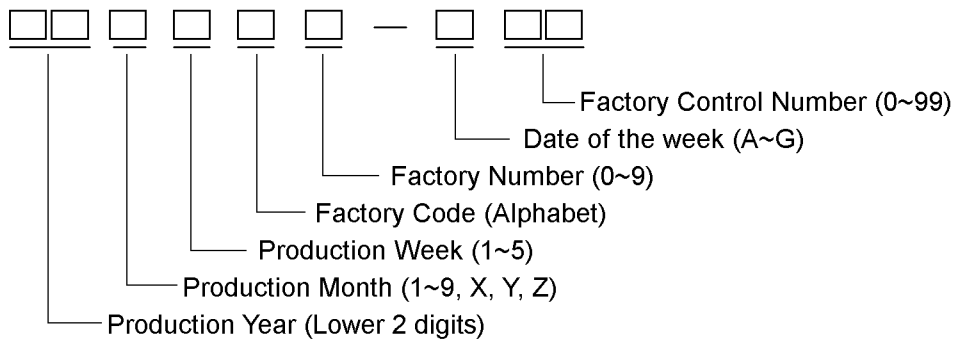 Factory Control Number (0~99)
Date of the week (A~G)
Factory Number (0~9)
Factory Code (Alphabet)
Production Week (1~5)
Production Month (1~9, X, Y, Z)
Production Year (Lower 2 digits)